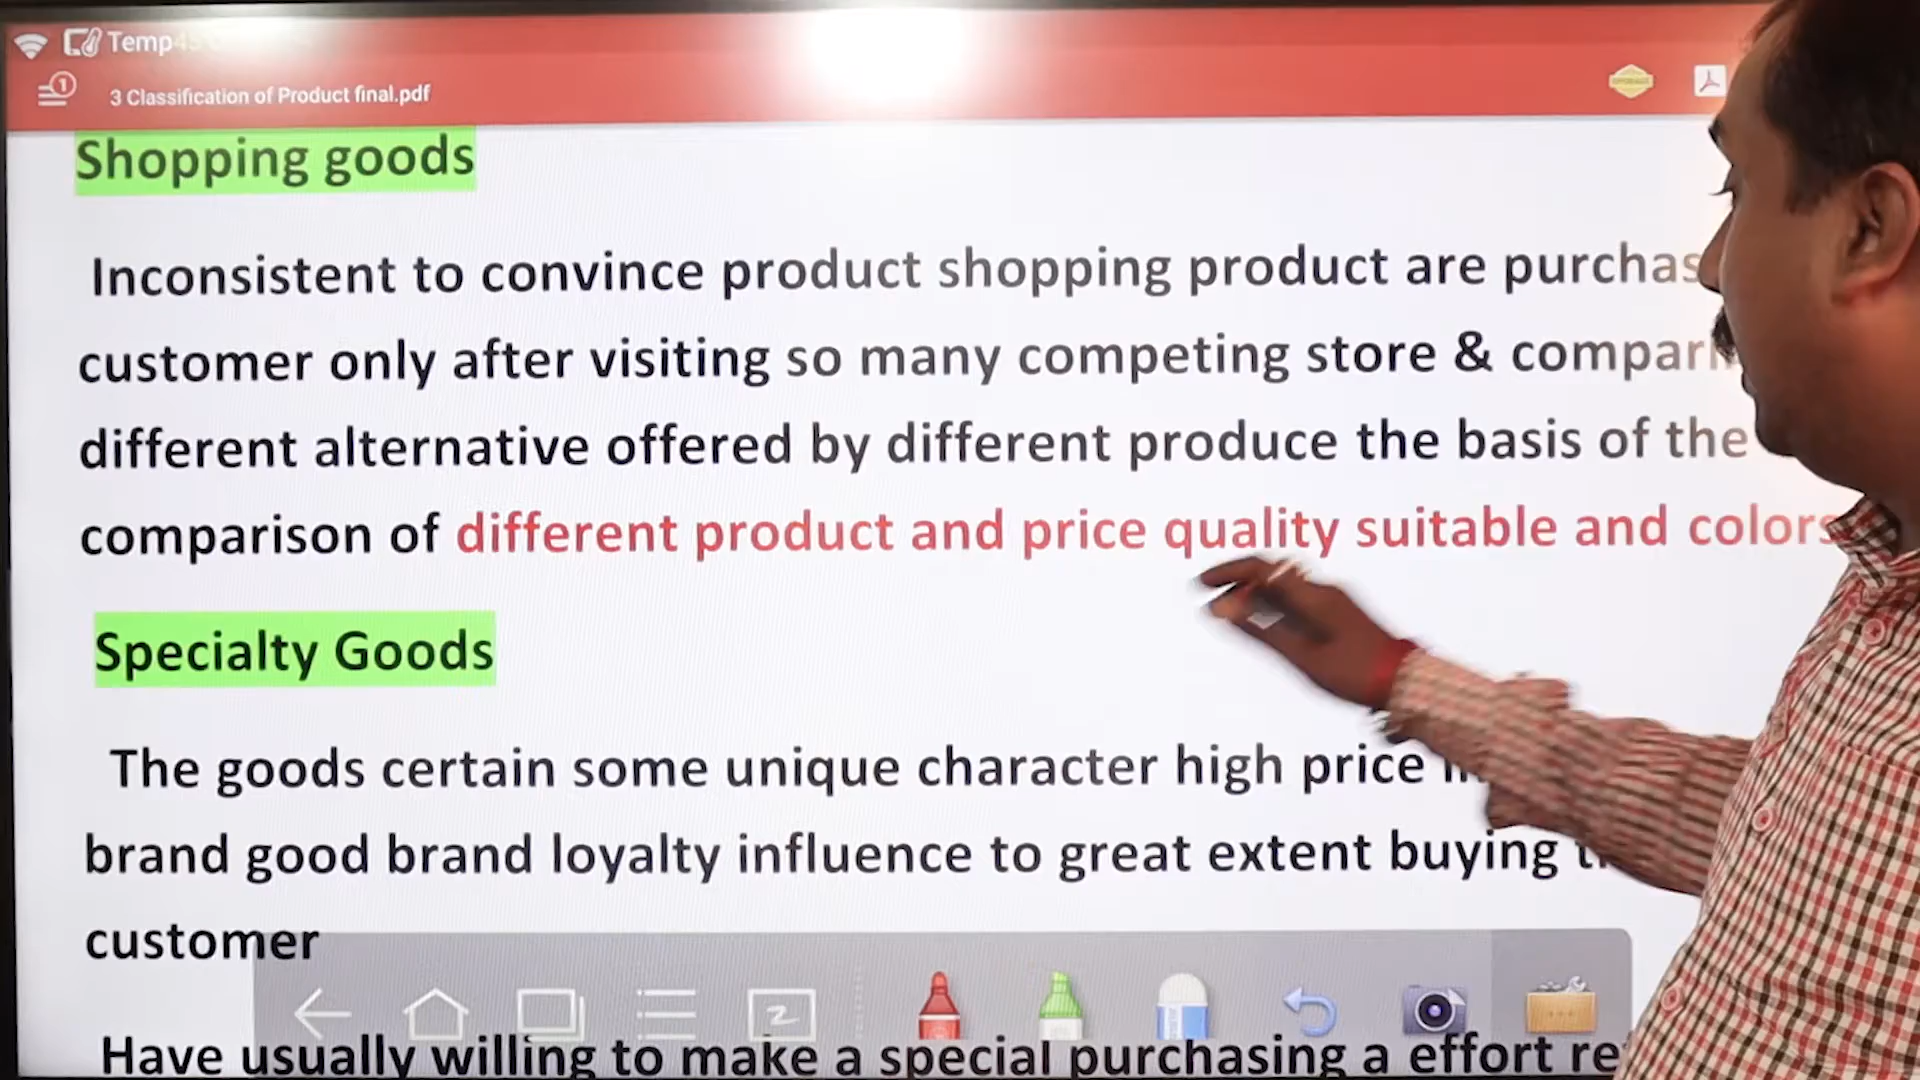 Temp
3 Classification of Product final.pdf
Shopping goods
Inconsistent to convince product shopping product are
customer only after visiting so many competing store &
different alternative offered by different produce the basis of the
comparison of different product and price quality suitable and colors
Specialty Goods
The goods certain some unique character high price
brand good brand loyalty influence to great extent buying
customer
Have usually willing to make a special purchasing a effort